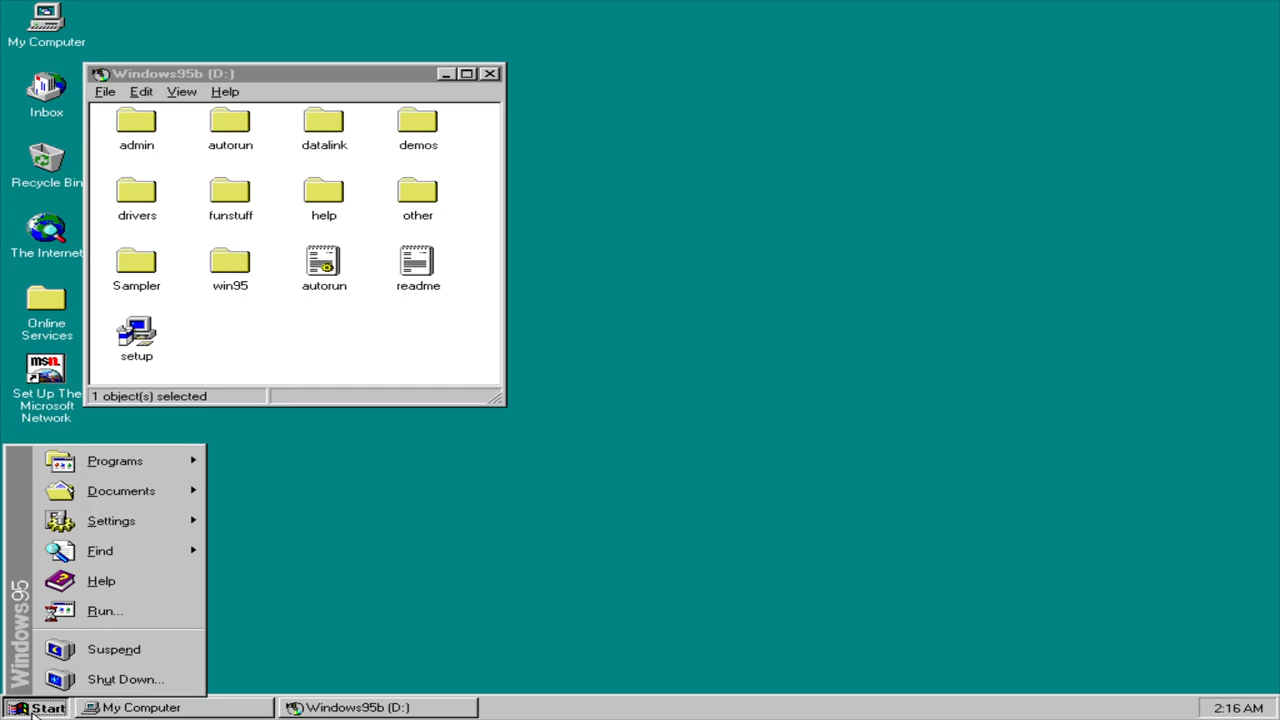 My Computer
Inbox
Recycle Bin
The Internet
Online
Services
msn.
Set Up The
Microsoft
Network
Windows95b (D:)
File Edit View Help
admin autorun datalink demos
drivers funstuff help other
Sampler win95 autorun readme
setup
1 object(s) selected
Programs
Documents
Settings
Find
Help
Run...
Suspend
Shut Down...
Windows95
Start My Computer Windows95b (D:) 2:16 AM